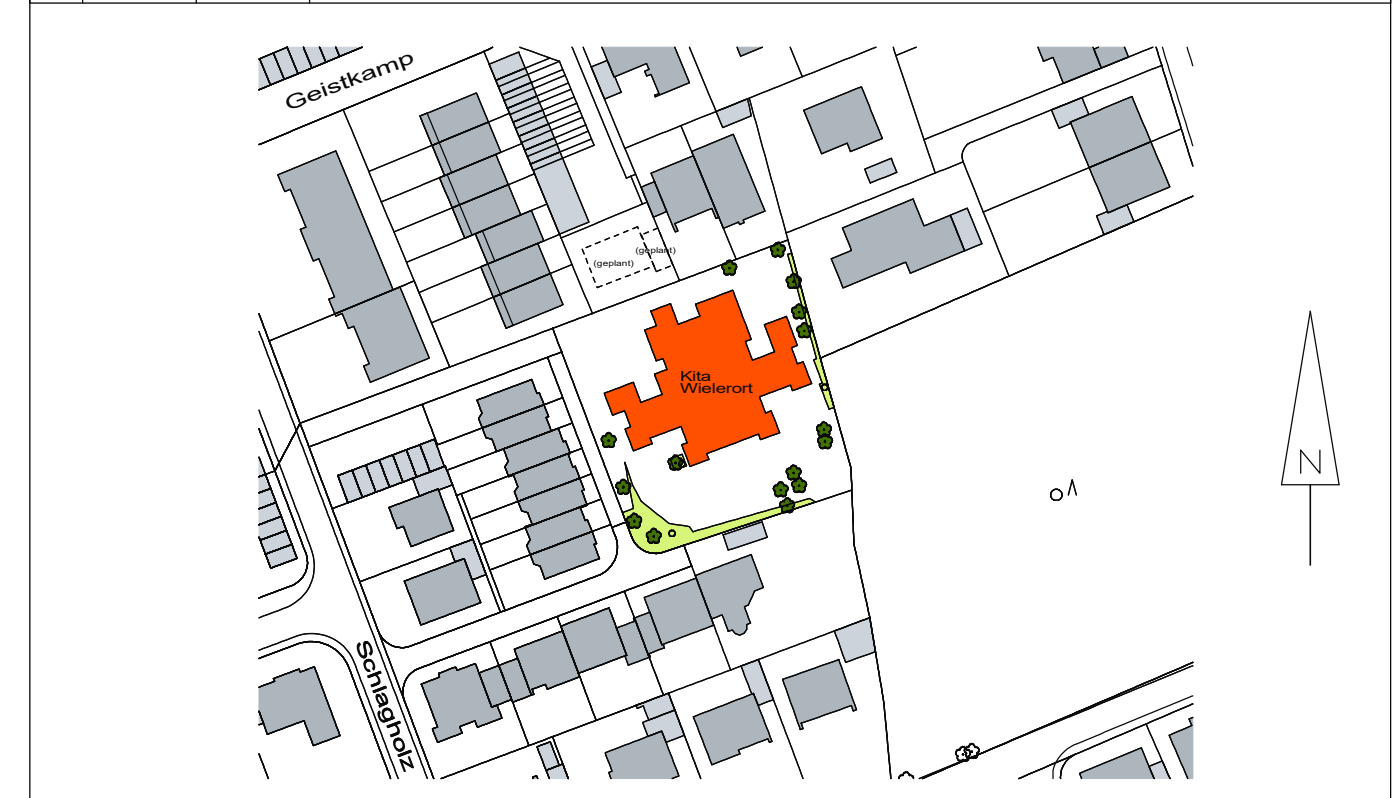 Geistkamp
(geplant)
(geplant)
Kita
Wielerort
N
Schlagholz